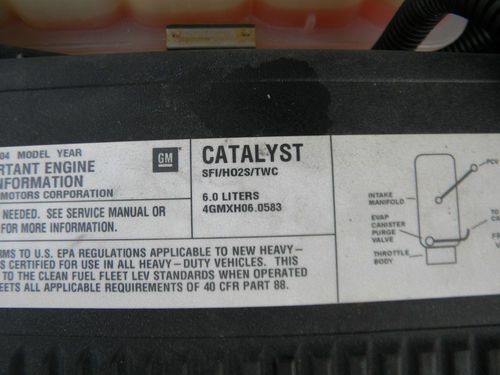 04 MODEL YEAR
RTANT ENGINE
NFORMATION
MOTORS CORPORATION
GM
CATALYST
SFI/HO2S/TWC
6.0 LITERS
4GMXH06.0583
NEEDED. SEE SERVICE MANUAL OR
FOR MORE INFORMATION.
RMS TO U.S. EPA REGULATIONS APPLICABLE TO NEW HEAVY-
S CERTIFIED FOR USE IN ALL HEAVY-DUTY VEHICLES. THIS
TO THE CLEAN FUEL FLEET LEV STANDARDS WHEN OPERATED
EETS ALL APPLICABLE REQUIREMENTS OF 40 CFR PART 88.
PCV
INTAKE
MANIFOLD
EVAP
CANISTER
PURGE
VALVE
THROTTLE
BODY
TO
CA